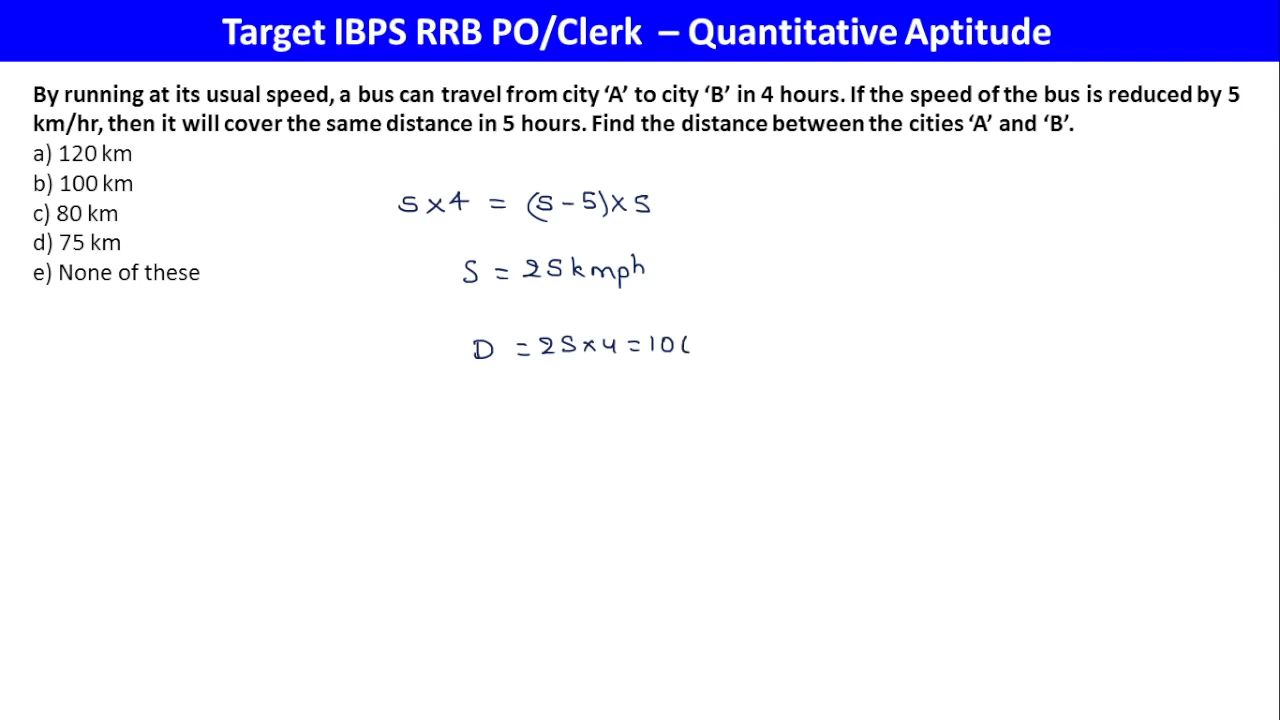 Target IBPS RRB PO/Clerk – Quantitative Aptitude
By running at its usual speed, a bus can travel from city ‘A’ to city ‘B’ in 4 hours. If the speed of the bus is reduced by 5
km/hr, then it will cover the same distance in 5 hours. Find the distance between the cities ‘A’ and ‘B’.
a) 120 km
b) 100 km
c) 80 km
d) 75 km
e) None of these
S × 4 = (S - 5) × 5
S = 25 kmph
D = 25 × 4 = 10(